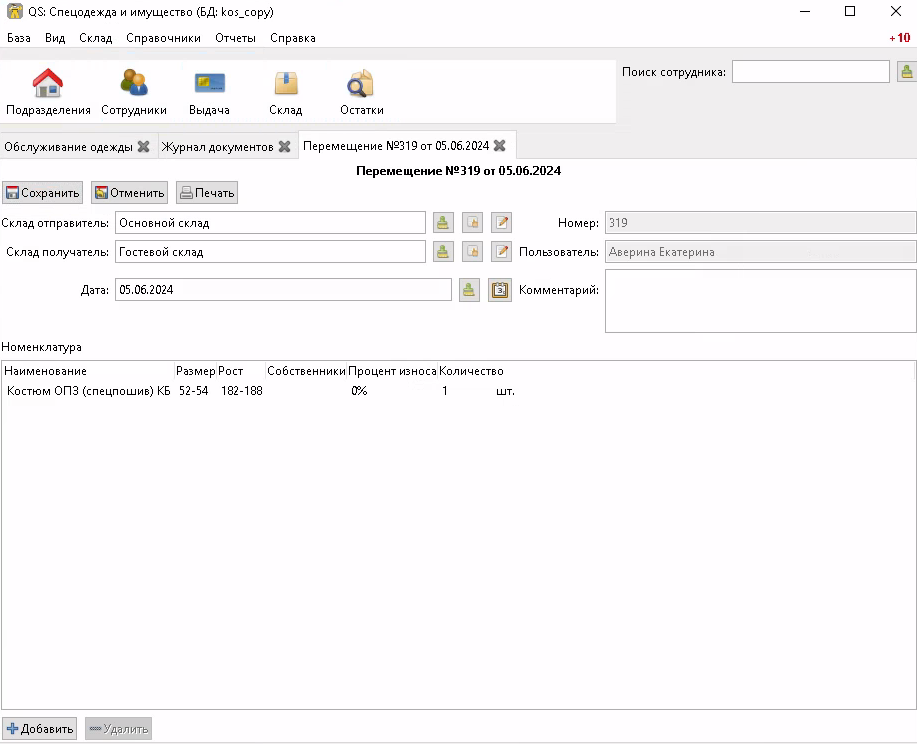 QS: Спецодежда и имущество (БД: kos_copy)
База Вид Склад Справочники Отчеты Справка +10
Подразделения Сотрудники Выдача Склад Остатки Поиск сотрудника:
Обслуживание одежды Журнал документов Перемещение №319 от 05.06.2024
Перемещение №319 от 05.06.2024
Сохранить Отменить Печать
Склад отправитель: Основной склад Номер: 319
Склад получатель: Гостевой склад Пользователь: Аверина Екатерина
Дата: 05.06.2024 3 Комментарий:
Номенклатура
Наименование Размер Рост Собственники Процент износа Количество
Костюм ОПЗ (спецпошив) КБ 52-54 182-188 0% 1 шт.
Добавить Удалить